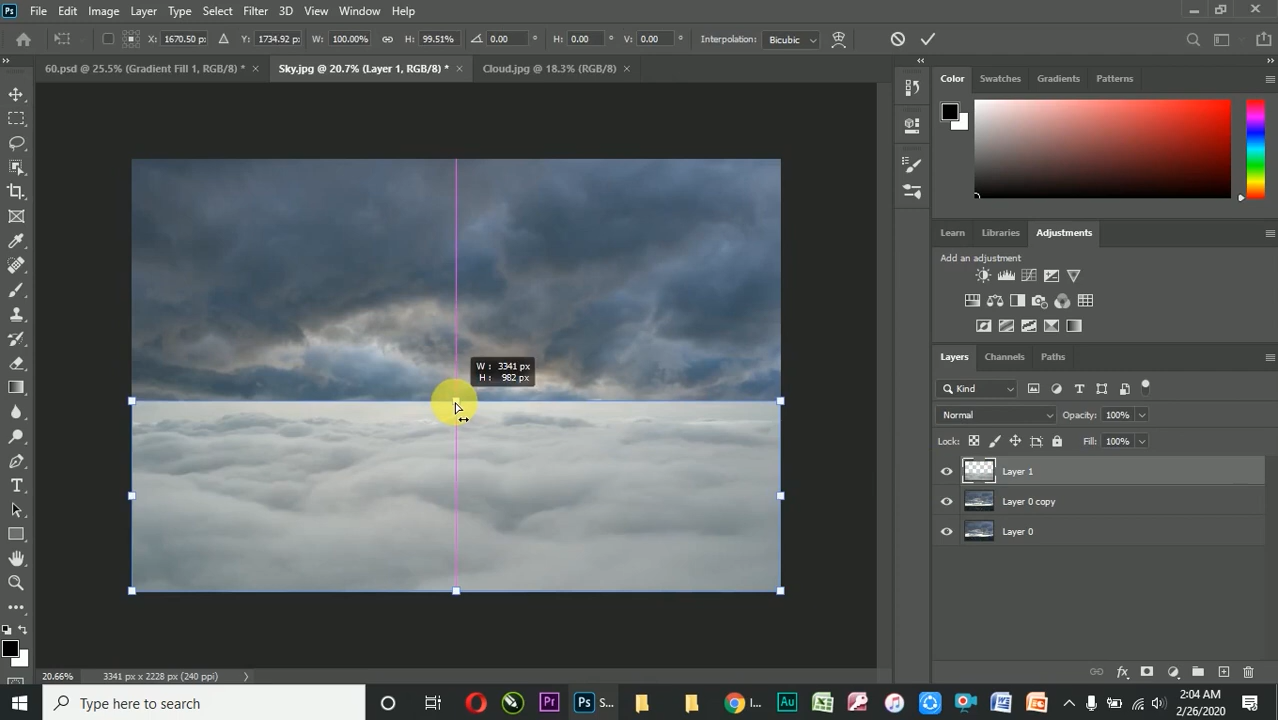 Ps File Edit Image Layer Type Select Filter 3D View Window Help
X: 1670.50 px Y: 1734.92 px W: 100.00% H: 99.51% 0.00 ° H: 0.00 ° V: 0.00 ° Interpolation: Bicubic
60.psd @ 25.5% (Gradient Fill 1, RGB/8) * × Sky.jpg @ 20.7% (Layer 1, RGB/8) * × Cloud.jpg @ 18.3% (RGB/8) ×
Color Swatches Gradients Patterns
Learn Libraries Adjustments
Add an adjustment
W : 3341 px
H : 982 px
Layers Channels Paths
Kind
Normal Opacity: 100%
Lock: Fill: 100%
Layer 1
Layer 0 copy
Layer 0
20.66% 3341 px x 2228 px (240 ppi)
Type here to search
Pr
Ps S...
I...
Au
2:04 AM
2/26/2020